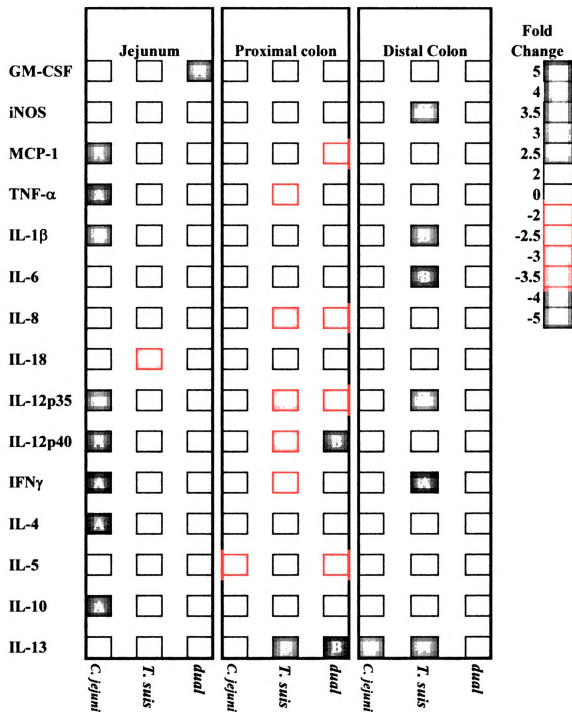 Fold
Jejunum Proximal colon Distal Colon Change
GM-CSF 5
4
iNOS 3.5
3
MCP-1 2.5
2
TNF-α A 0
-2
IL-1β -2.5
-3
IL-6 B -3.5
-4
IL-8 -5
IL-18
IL-12p35
IL-12p40 B
IFNγ A A
IL-4 A
IL-5
IL-10 A
IL-13 B
C. jejuni T. suis dual C. jejuni T. suis dual C. jejuni T. suis dual